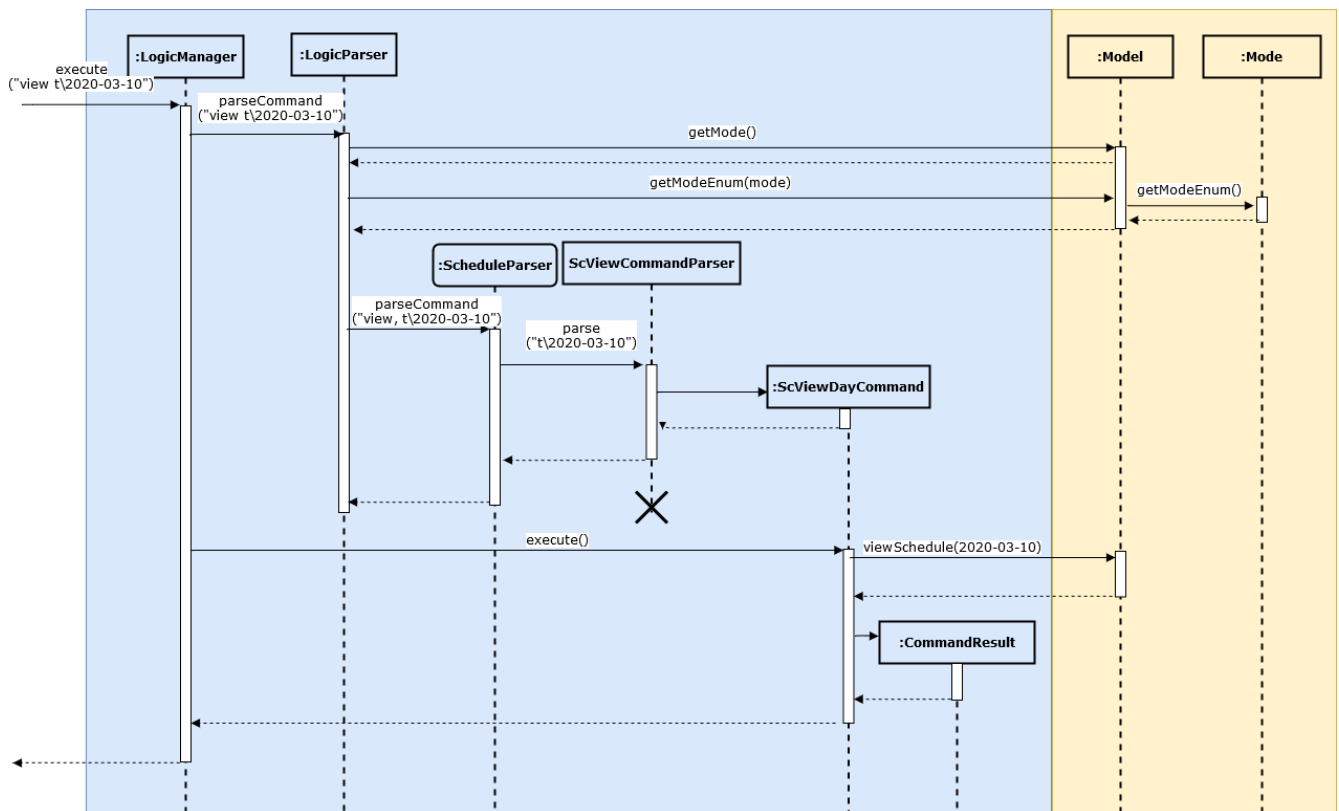 :LogicManager
:LogicParser
:Model
:Mode
execute
("view t\2020-03-10")
parseCommand
("view t\2020-03-10")
getMode()
getModeEnum(mode)
getModeEnum()
:ScheduleParser
ScViewCommandParser
parseCommand
("view, t\2020-03-10")
parse
("t\2020-03-10")
:ScViewDayCommand
execute()
viewSchedule(2020-03-10)
:CommandResult